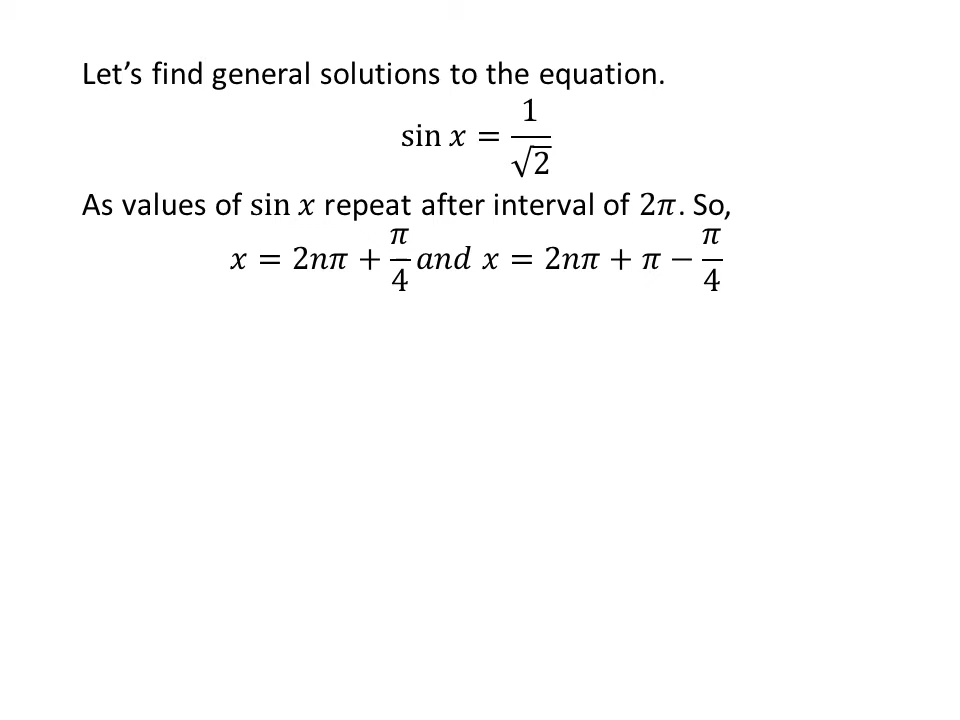 Let’s find general solutions to the equation.
sin 𝑥 = 1/√2
As values of sin 𝑥 repeat after interval of 2𝜋. So,
𝑥 = 2𝑛𝜋 + 𝜋/4 𝑎𝑛𝑑 𝑥 = 2𝑛𝜋 + 𝜋 − 𝜋/4